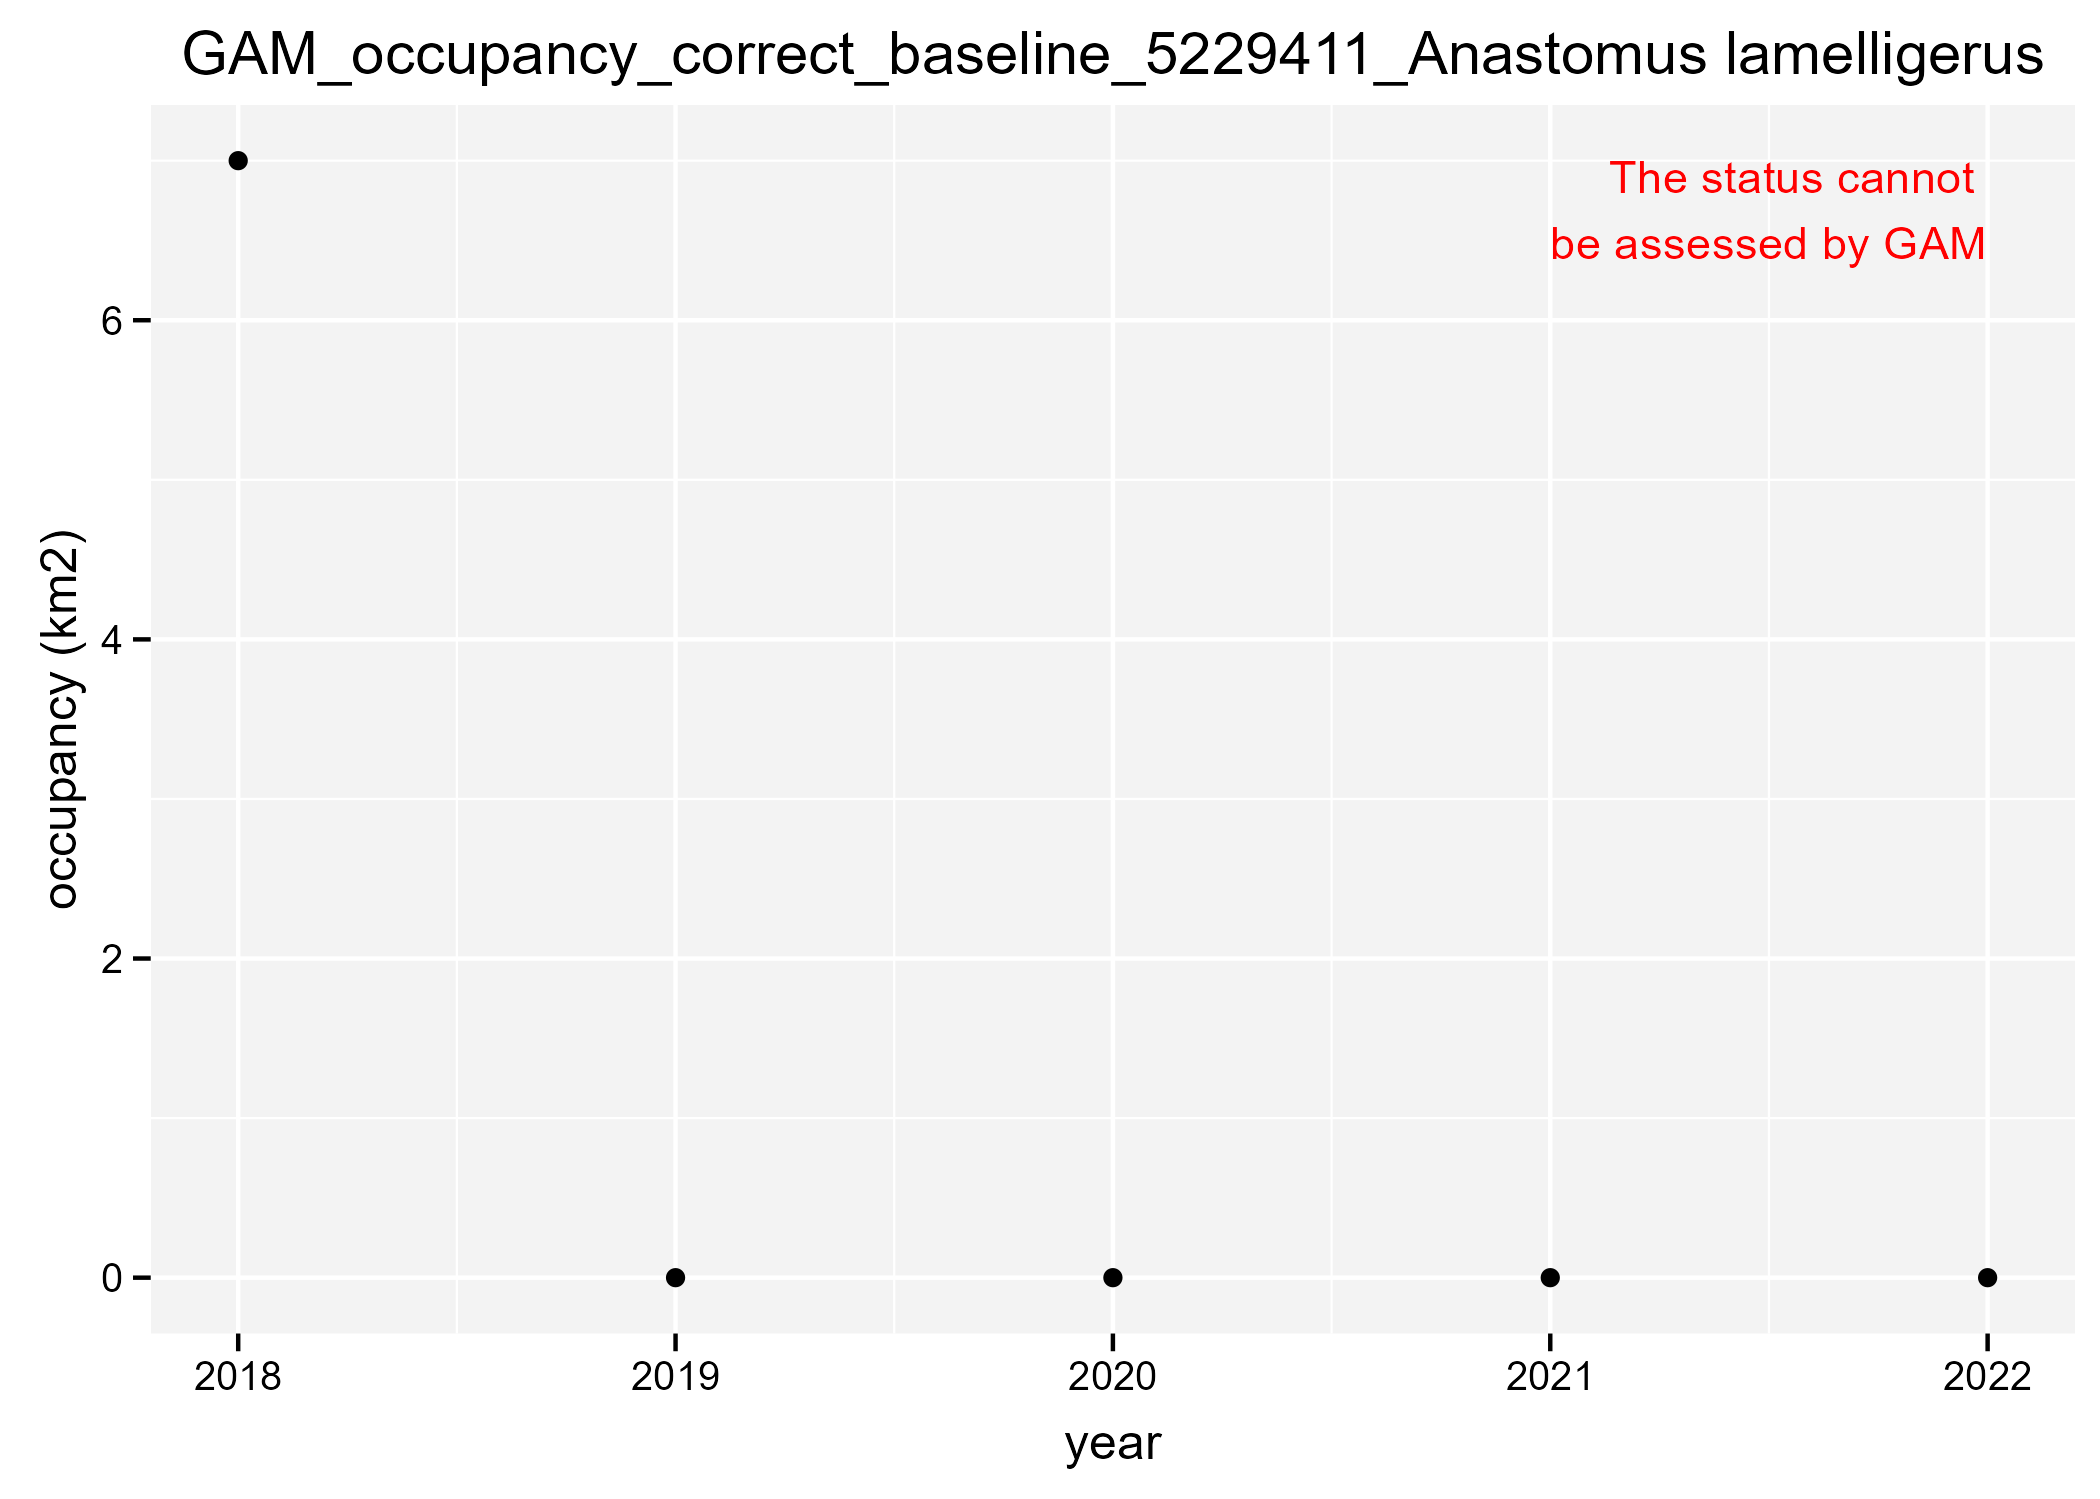 GAM_occupancy_correct_baseline_5229411_Anastomus lamelligerus
The status cannot
be assessed by GAM
occupancy (km2)
6
4
2
0
2018 2019 2020 2021 2022
year